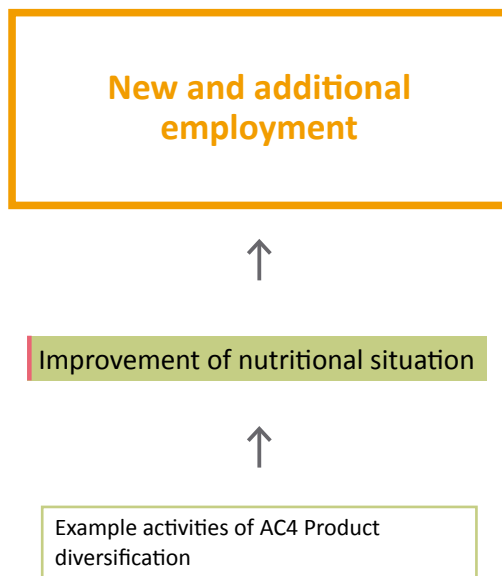 New and additional
employment
Improvement of nutritional situation
Example activities of AC4 Product
diversification